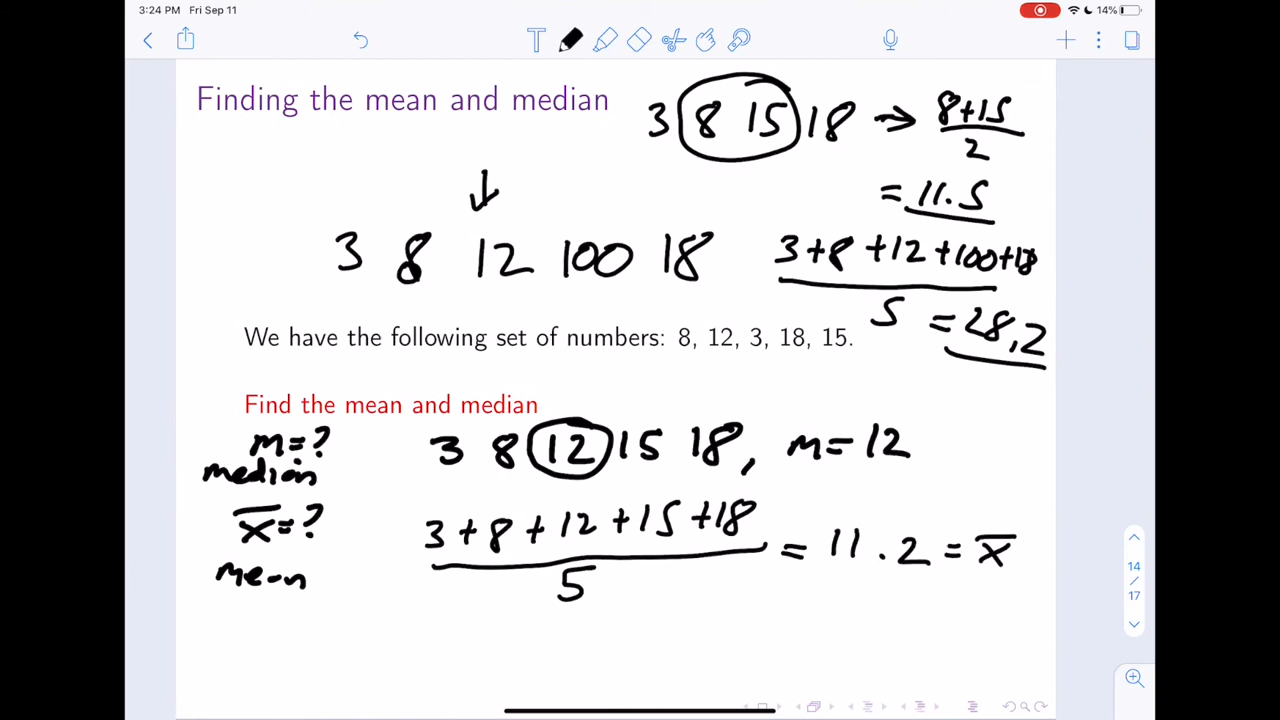 3:24 PM Fri Sep 11
14%
T
Finding the mean and median
3 8 15 18 → 8+15
2
= 11.5
↓
3 8 12 100 18
3+8+12+100+18
5 = 28,2
We have the following set of numbers: 8, 12, 3, 18, 15.
Find the mean and median
m=?
median
3 8 12 15 18, m=12
x̄=?
mean
3+8+12+15+18
5
= 11.2 = x̄
14
/
17